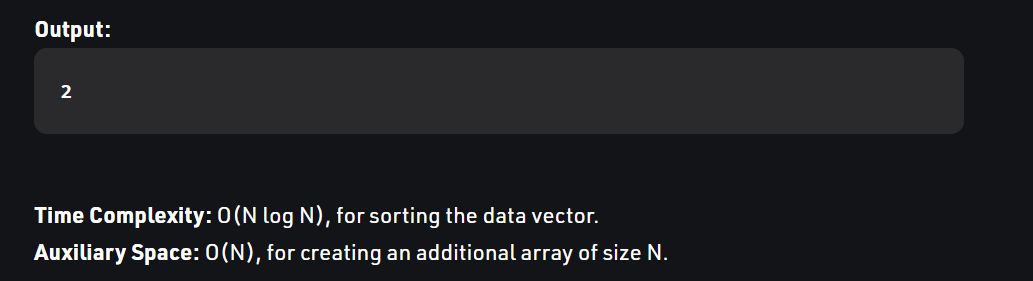 Output:
2
Time Complexity: O(N log N), for sorting the data vector.
Auxiliary Space: O(N), for creating an additional array of size N.